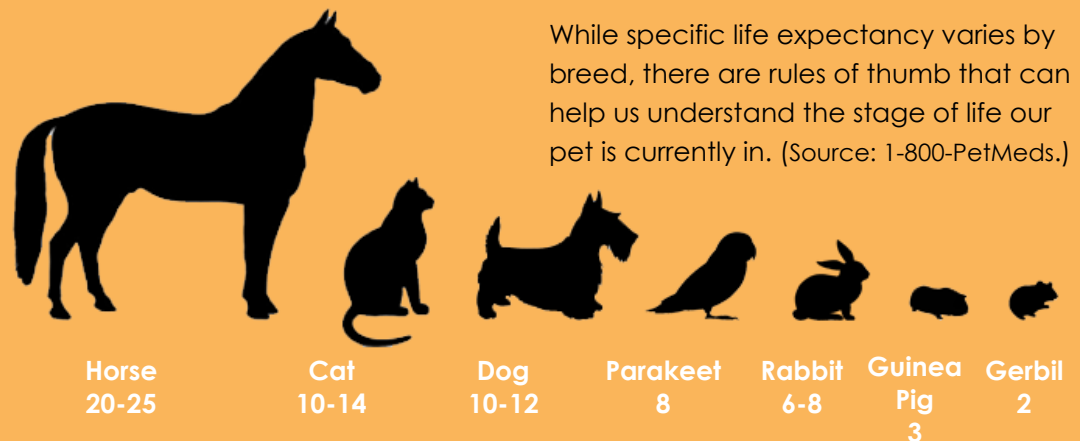 While specific life expectancy varies by
breed, there are rules of thumb that can
help us understand the stage of life our
pet is currently in. (Source: 1-800-PetMeds.)
Horse
20-25
Cat
10-14
Dog
10-12
Parakeet
8
Rabbit
6-8
Guinea
Pig
3
Gerbil
2